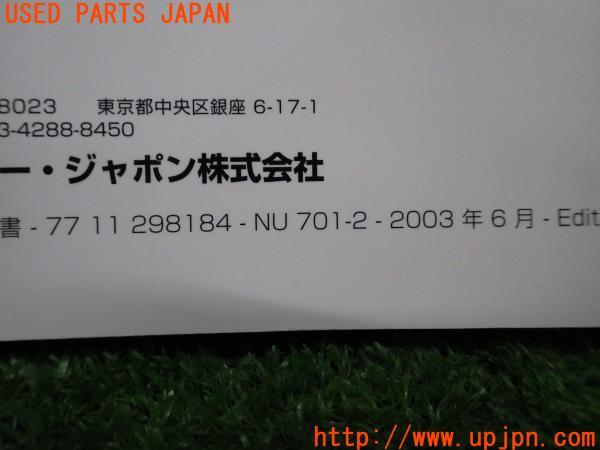 USED PARTS JAPAN
8023 東京都中央区銀座 6-17-1
3-4288-8450
ー・ジャポン株式会社
書 - 77 11 298184 - NU 701-2 - 2003 年 6 月 - Edit
http://www.upjpn.com